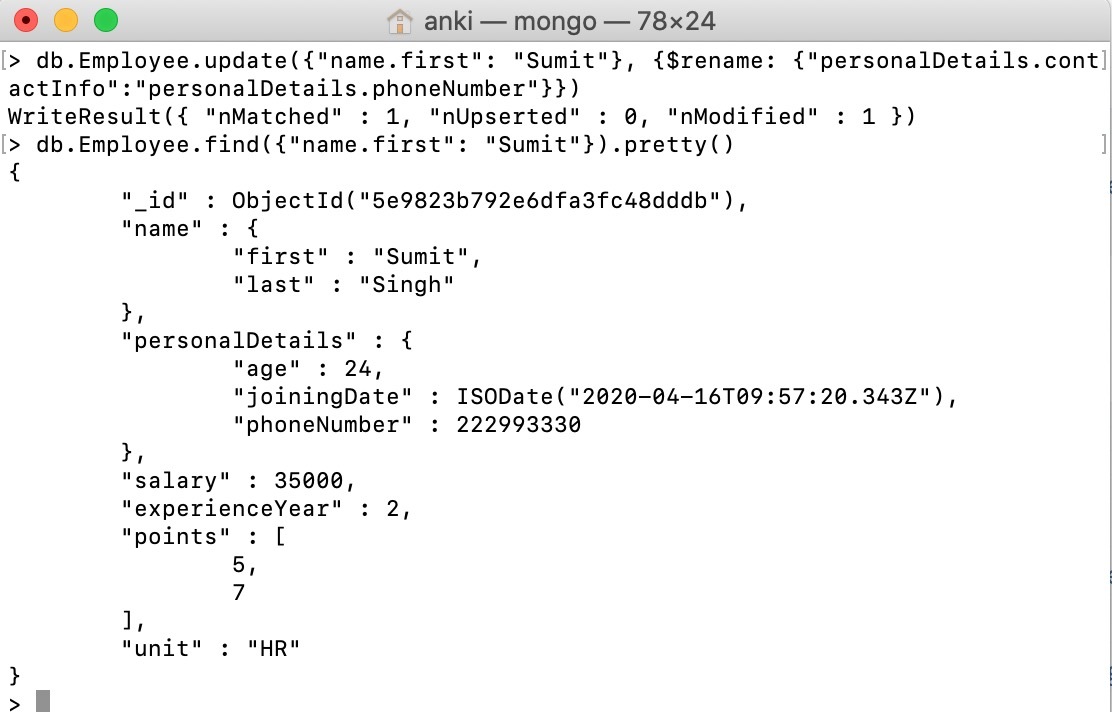 anki — mongo — 78×24
[> db.Employee.update({"name.first": "Sumit"}, {$rename: {"personalDetails.cont]
actInfo":"personalDetails.phoneNumber"}})
WriteResult({ "nMatched" : 1, "nUpserted" : 0, "nModified" : 1 })
[> db.Employee.find({"name.first": "Sumit"}).pretty() ]
{
"_id" : ObjectId("5e9823b792e6dfa3fc48dddb"),
"name" : {
"first" : "Sumit",
"last" : "Singh"
},
"personalDetails" : {
"age" : 24,
"joiningDate" : ISODate("2020-04-16T09:57:20.343Z"),
"phoneNumber" : 222993330
},
"salary" : 35000,
"experienceYear" : 2,
"points" : [
5,
7
],
"unit" : "HR"
}
>